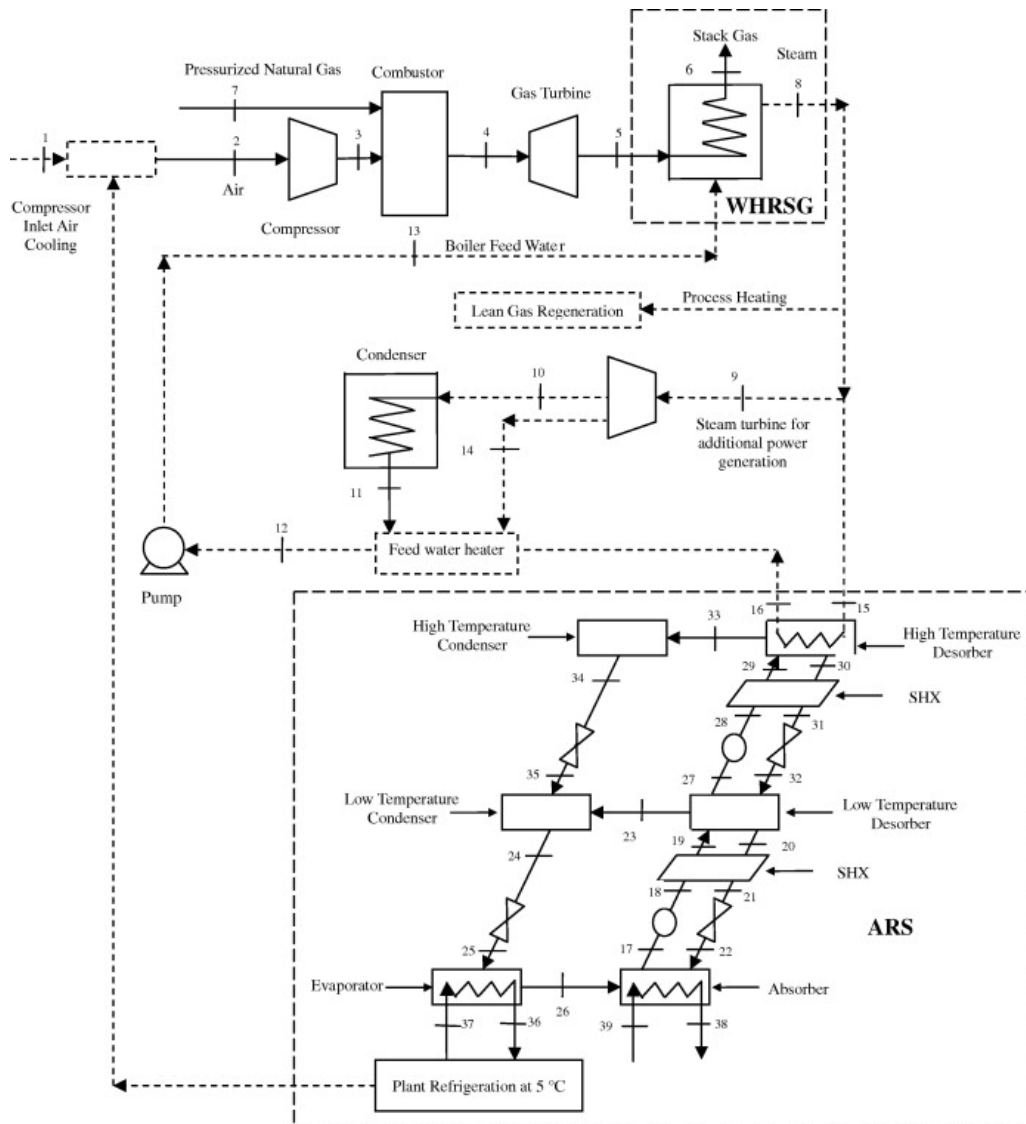 Stack Gas
Steam
6
8
Pressurized Natural Gas
Combustor
Gas Turbine
7
1
2
3
4
5
Air
WHRSG
Compressor
Inlet Air
Cooling
Compressor
13
Boiler Feed Water
Process Heating
Lean Gas Regeneration
Condenser
10
9
Steam turbine for
additional power
generation
14
11
12
Feed water heater
Pump
16
15
High Temperature
Condenser
33
High Temperature
Desorber
34
29
30
SHX
28
31
35
27
32
Low Temperature
Condenser
23
Low Temperature
Desorber
24
19
20
SHX
18
21
ARS
25
17
22
Evaporator
26
Absorber
37
36
39
38
Plant Refrigeration at 5 °C